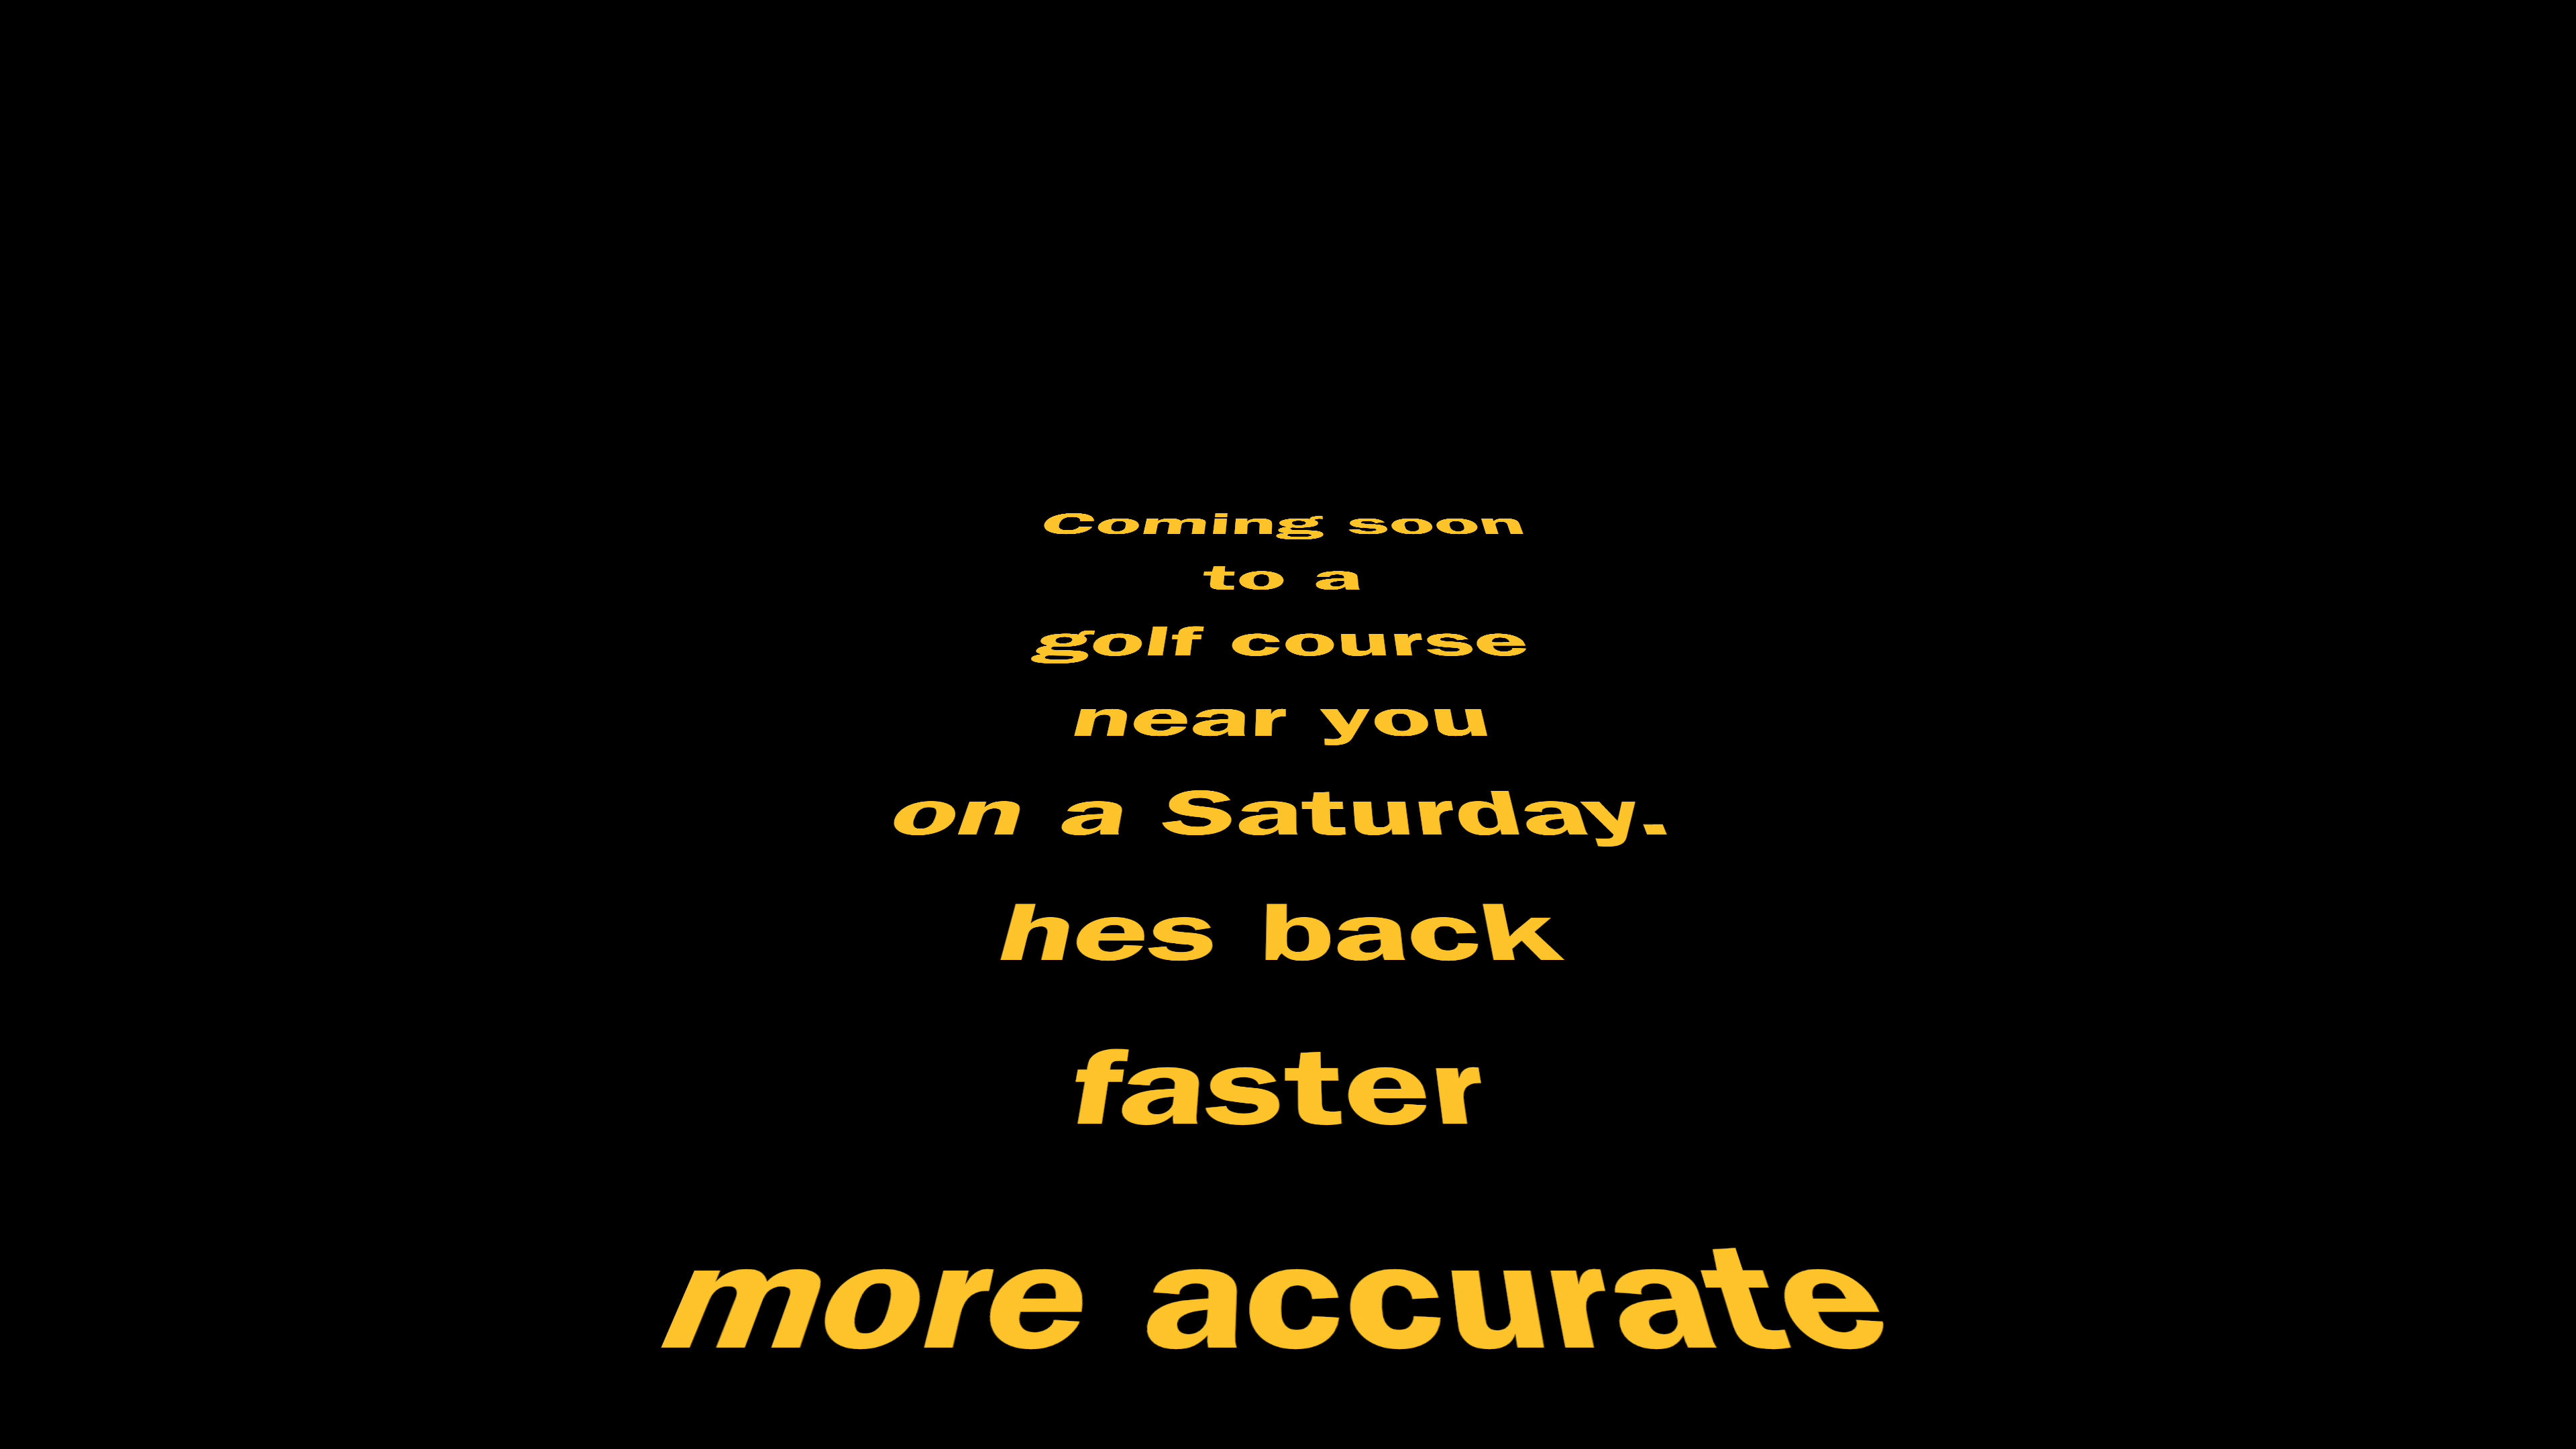 Coming soon
to a
golf course
near you
on a Saturday.
hes back
faster
more accurate